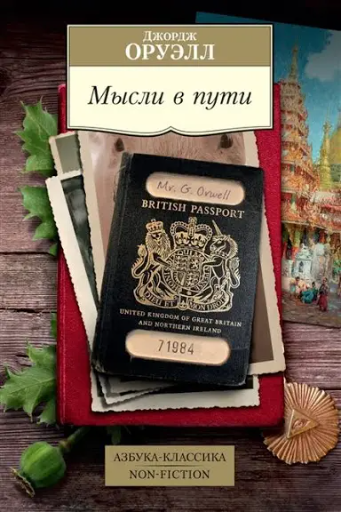 Джордж
ОРУЭЛЛ
Мысли в пути
Mr. G. Orwell
BRITISH PASSPORT
UNITED KINGDOM OF GREAT BRITAIN
AND NORTHERN IRELAND
71984
АЗБУКА-КЛАССИКА
NON-FICTION